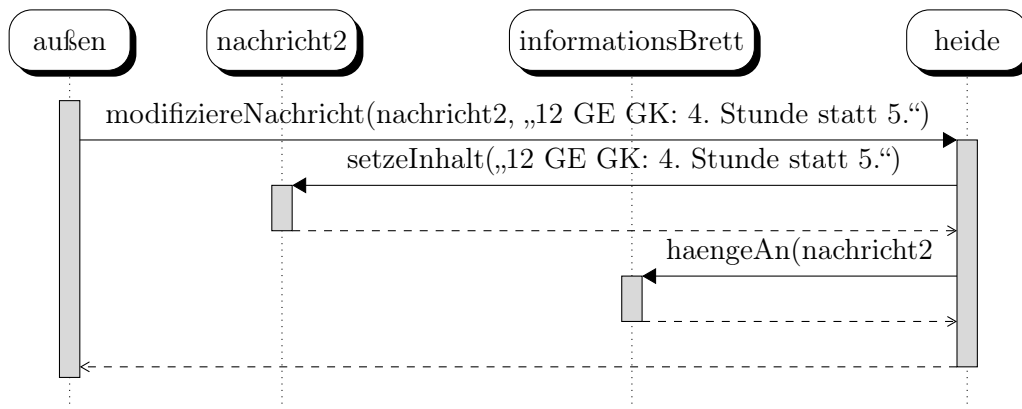 außen
nachricht2
informationsBrett
heide
modifiziereNachricht(nachricht2, „12 GE GK: 4. Stunde statt 5.“)
setzeInhalt(„12 GE GK: 4. Stunde statt 5.“)
haengeAn(nachricht2